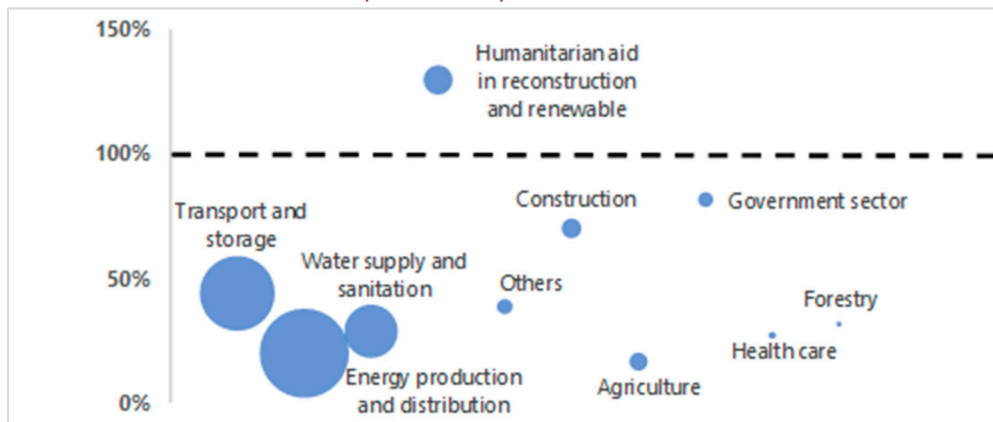 150%
Humanitarian aid
in reconstruction
and renewable
100%
Construction
Government sector
Transport and
storage
Water supply and
sanitation
Others
50%
Forestry
Health care
Energy production
and distribution
Agriculture
0%